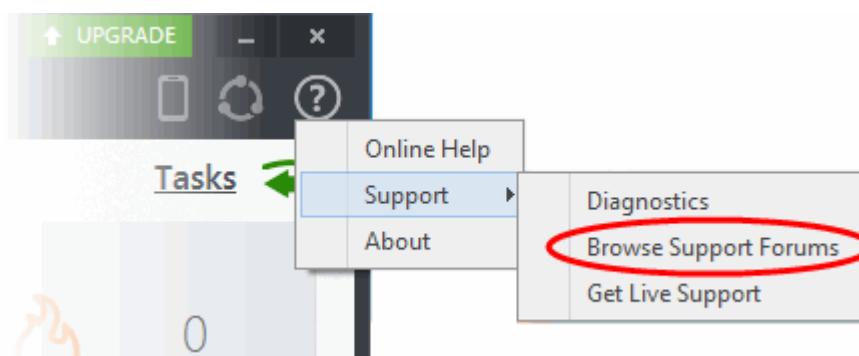 UPGRADE
?
Tasks
Online Help
Support
About
Diagnostics
Browse Support Forums
Get Live Support
0